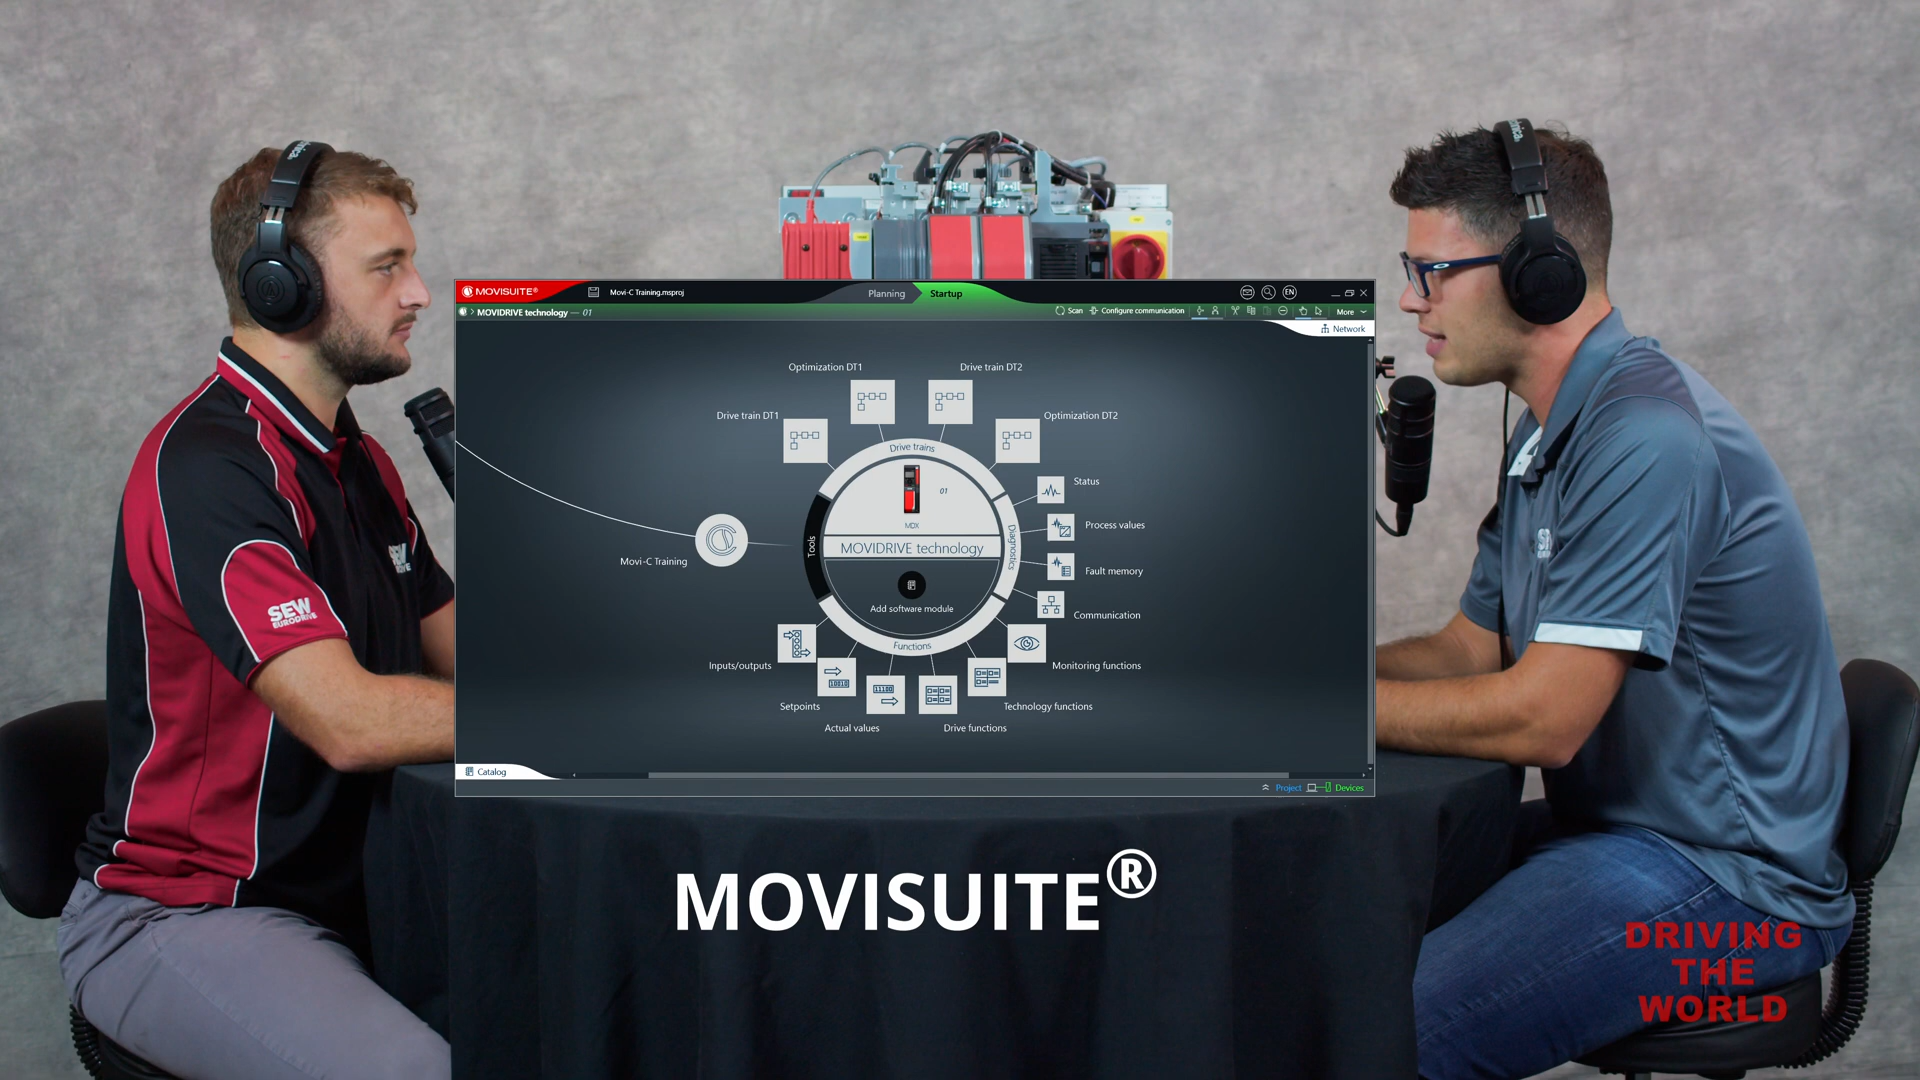 MOVISUITE®
Movi-C Training.msproj
Planning
Startup
EN
MOVIDRIVE technology — 01
Scan
Configure communication
More
Network
Optimization DT1
Drive train DT2
Drive train DT1
Optimization DT2
Drive trains
01
MDX
Status
Process values
Diagnostics
Tools
MOVIDRIVE technology
Movi-C Training
Fault memory
Add software module
Communication
Functions
Inputs/outputs
Monitoring functions
Setpoints
Technology functions
Actual values
Drive functions
Catalog
Project
Devices
SEW
EURODRIVE
MOVISUITE®
DRIVING
THE
WORLD